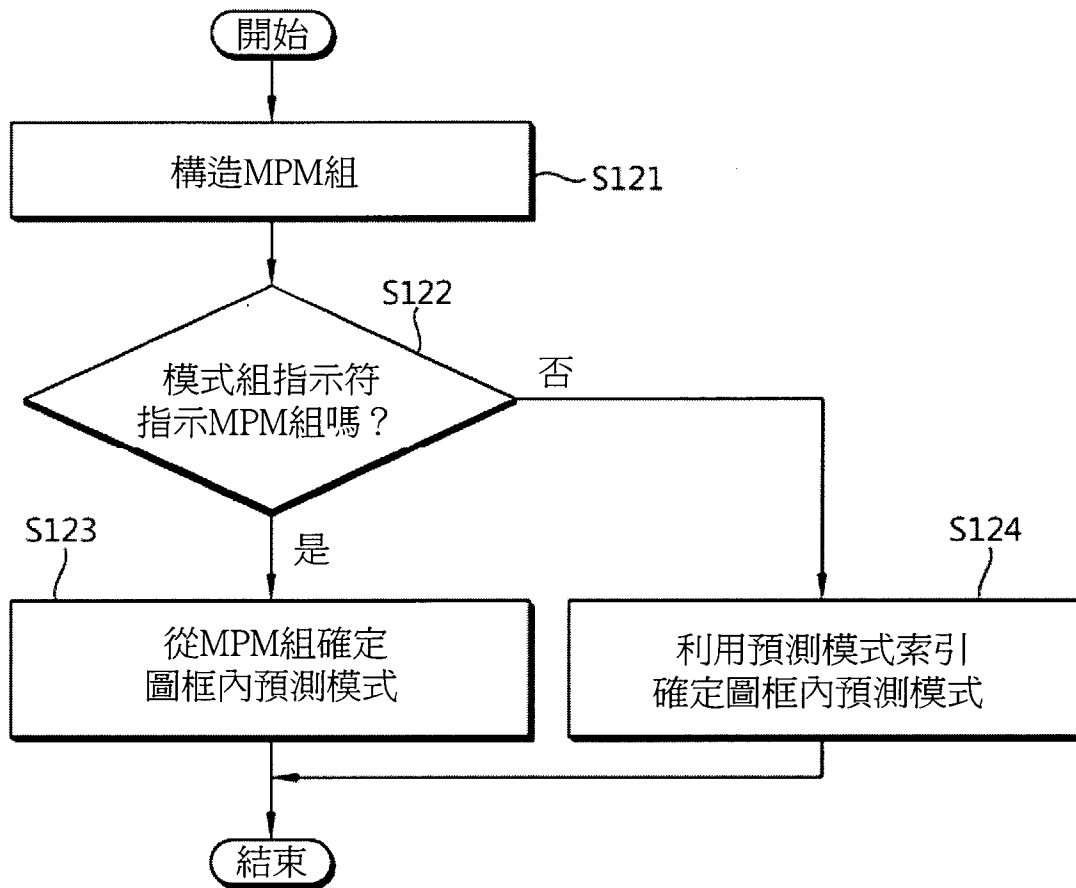 開始
構造MPM組
S121
S122
模式組指示符
指示MPM組嗎？
否
S123
是
S124
從MPM組確定
圖框內預測模式
利用預測模式索引
確定圖框內預測模式
結束